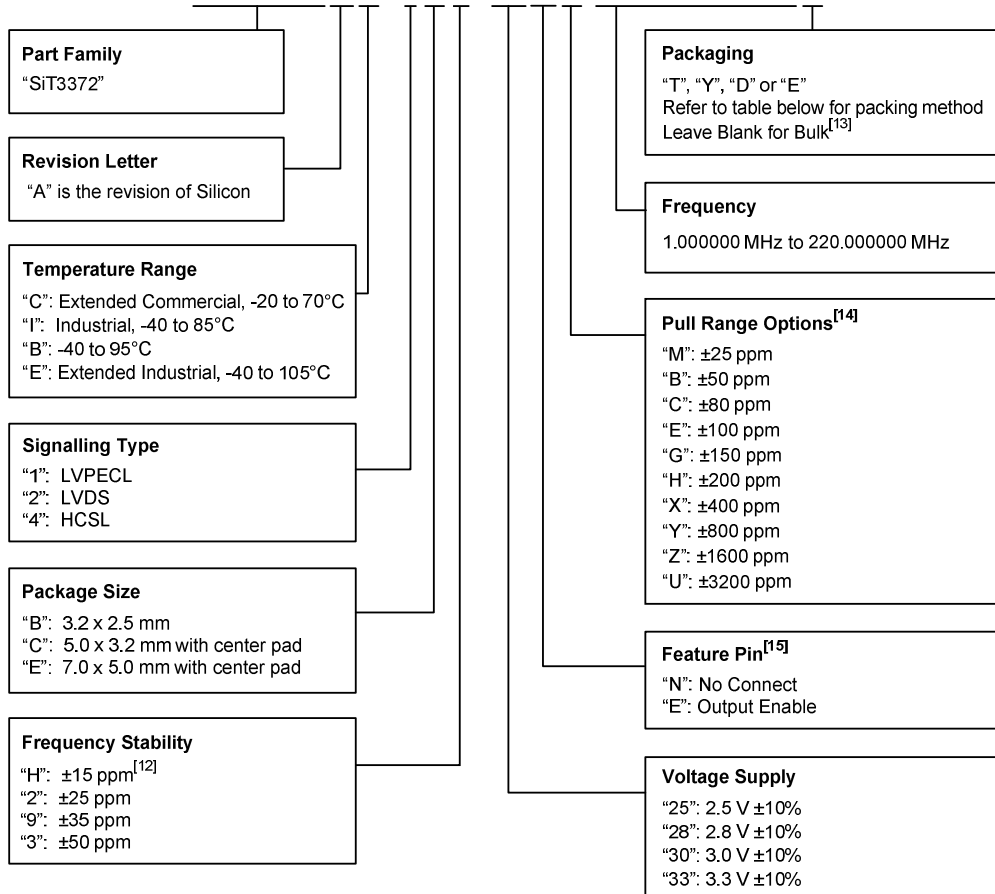 Part Family
“SiT3372”
Revision Letter
“A” is the revision of Silicon
Temperature Range
“C”: Extended Commercial, -20 to 70°C
“I”: Industrial, -40 to 85°C
“B”: -40 to 95°C
“E”: Extended Industrial, -40 to 105°C
Signalling Type
“1”: LVPECL
“2”: LVDS
“4”: HCSL
Package Size
“B”: 3.2 x 2.5 mm
“C”: 5.0 x 3.2 mm with center pad
“E”: 7.0 x 5.0 mm with center pad
Frequency Stability
“H”: ±15 ppm[12]
“2”: ±25 ppm
“9”: ±35 ppm
“3”: ±50 ppm
Packaging
“T”, “Y”, “D” or “E”
Refer to table below for packing method
Leave Blank for Bulk[13]
Frequency
1.000000 MHz to 220.000000 MHz
Pull Range Options[14]
“M”: ±25 ppm
“B”: ±50 ppm
“C”: ±80 ppm
“E”: ±100 ppm
“G”: ±150 ppm
“H”: ±200 ppm
“X”: ±400 ppm
“Y”: ±800 ppm
“Z”: ±1600 ppm
“U”: ±3200 ppm
Feature Pin[15]
“N”: No Connect
“E”: Output Enable
Voltage Supply
“25”: 2.5 V ±10%
“28”: 2.8 V ±10%
“30”: 3.0 V ±10%
“33”: 3.3 V ±10%